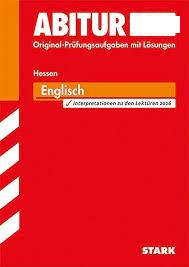 ABITUR
Original-Prüfungsaufgaben mit Lösungen
Hessen
Englisch
✓ Interpretationen zu den Lektüren 2016
STARK